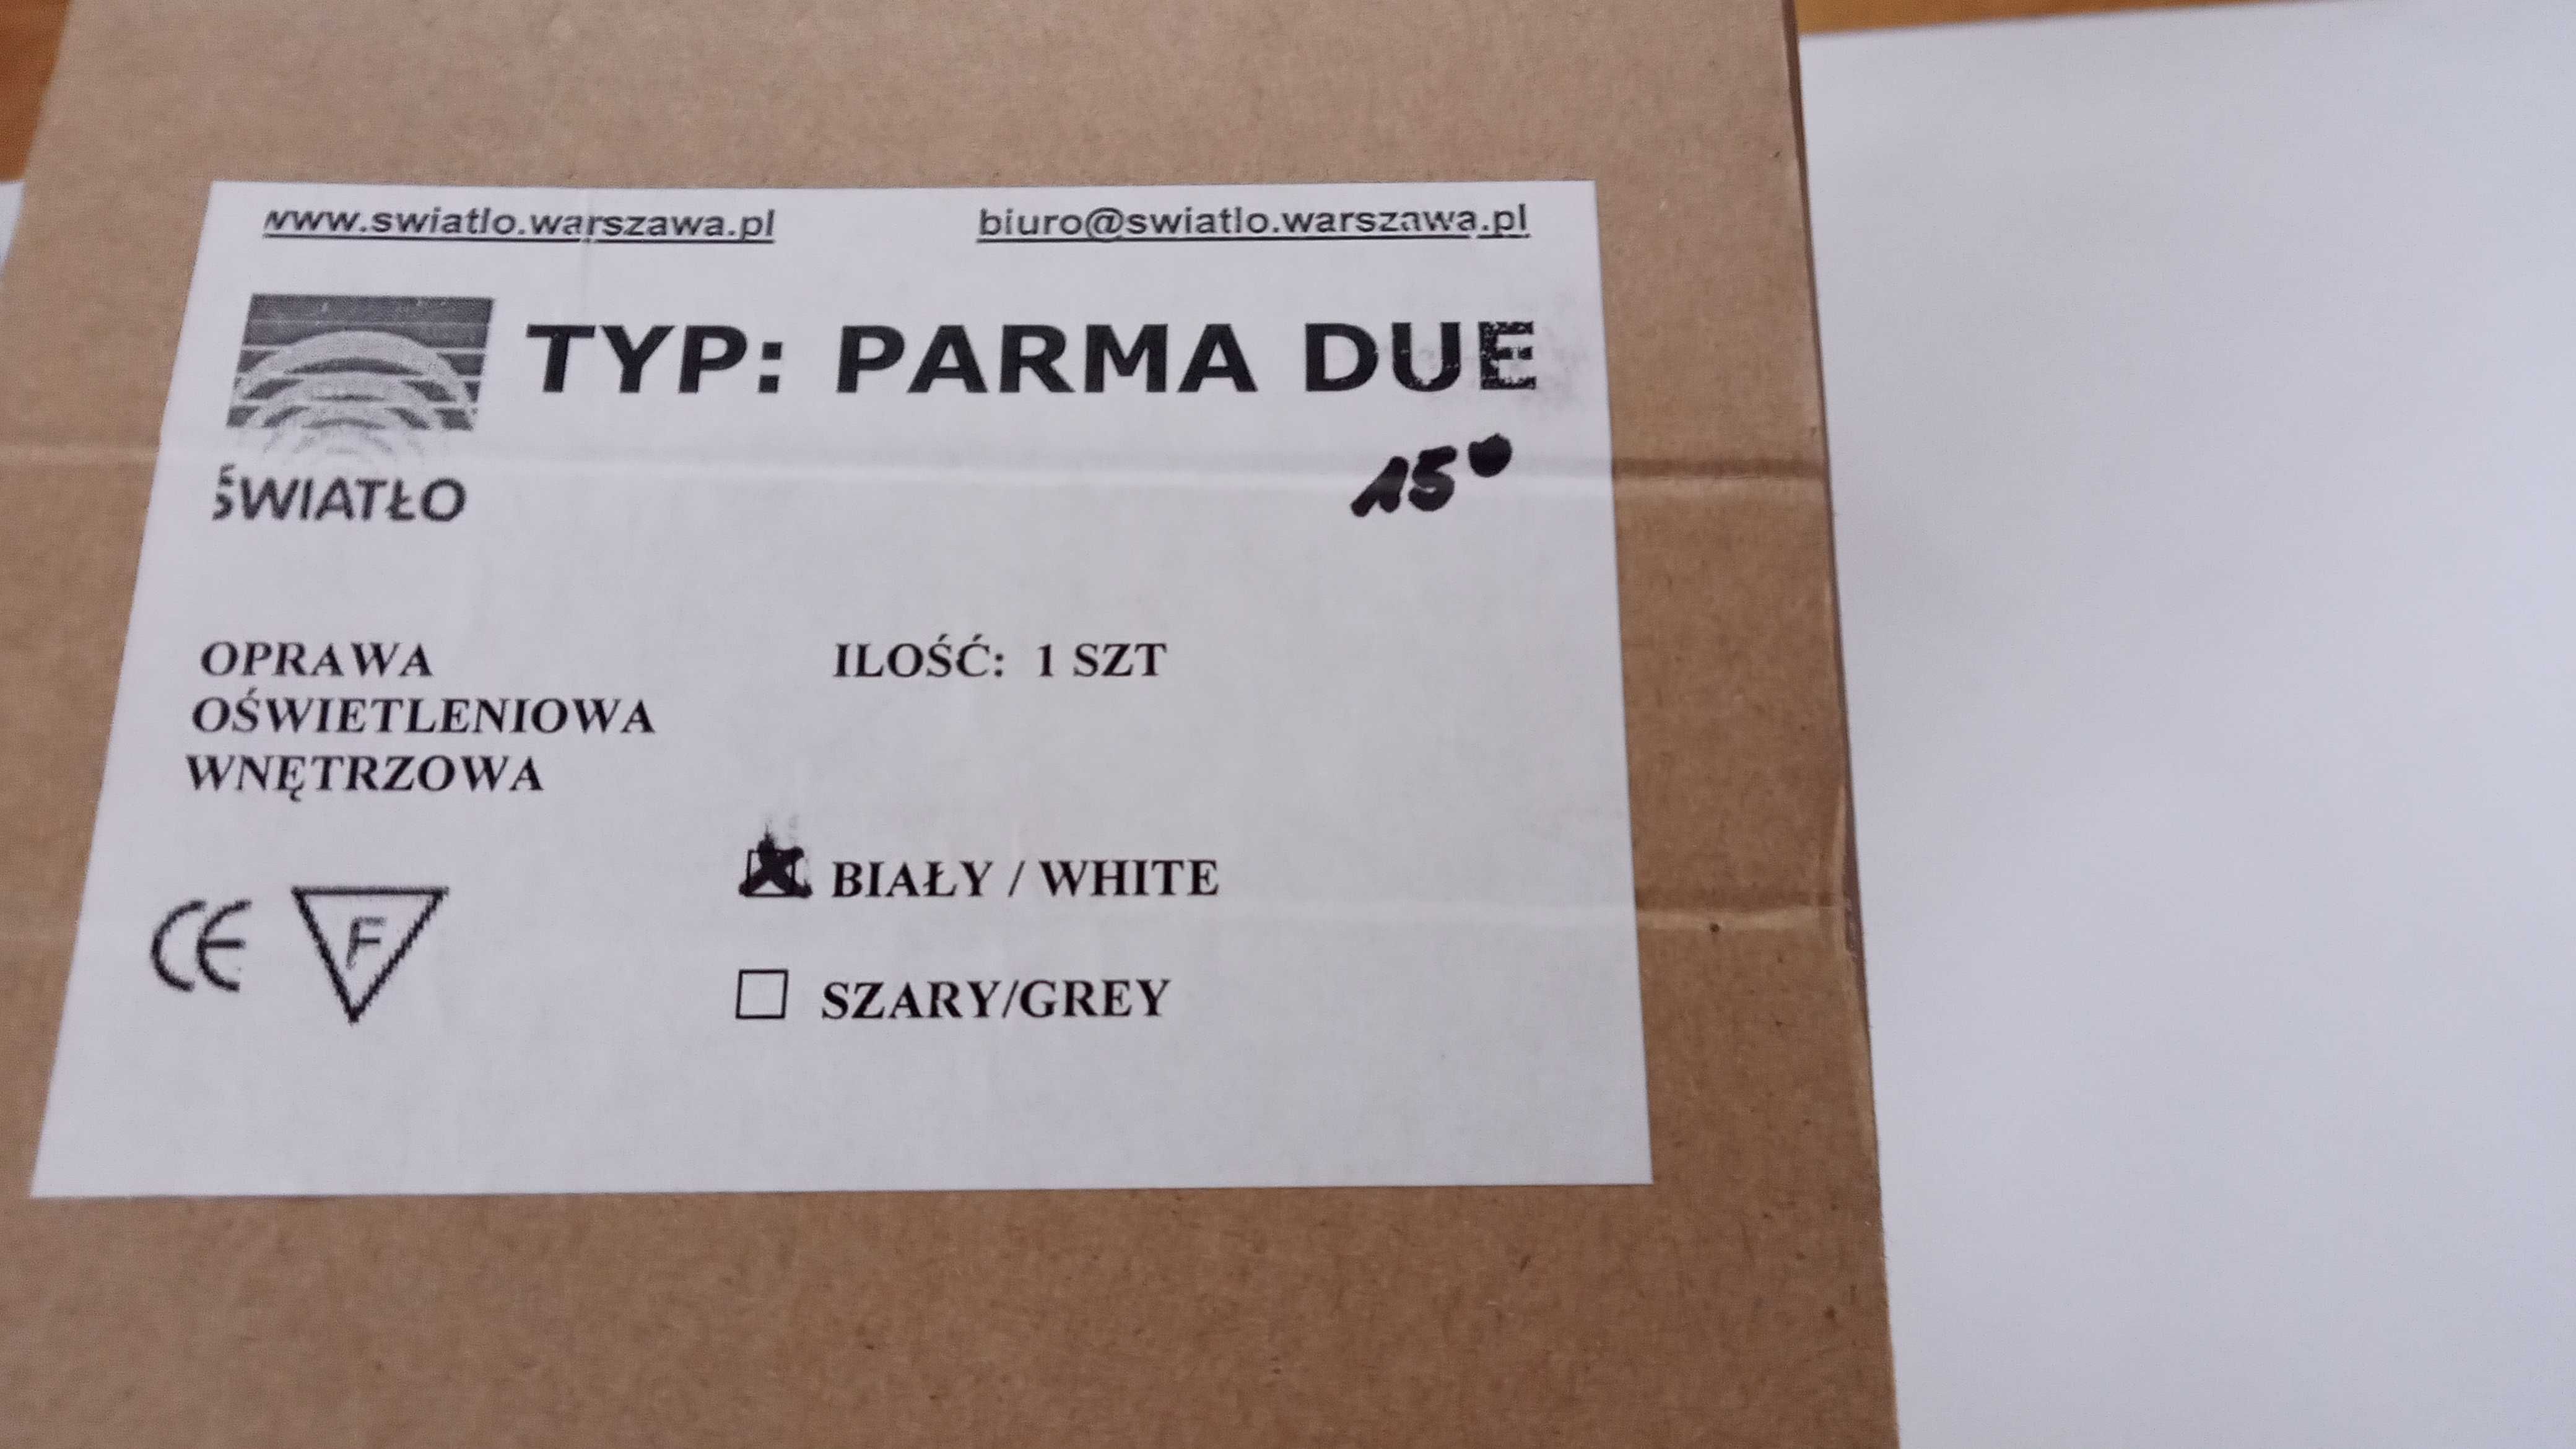 www.swiatlo.warszawa.pl biuro@swiatlo.warszawa.pl
TYP: PARMA DUE
15°
ŚWIATŁO
OPRAWA
OŚWIETLENIOWA
WNĘTRZOWA
ILOŚĆ: 1 SZT
BIAŁY / WHITE
SZARY/GREY
CE F